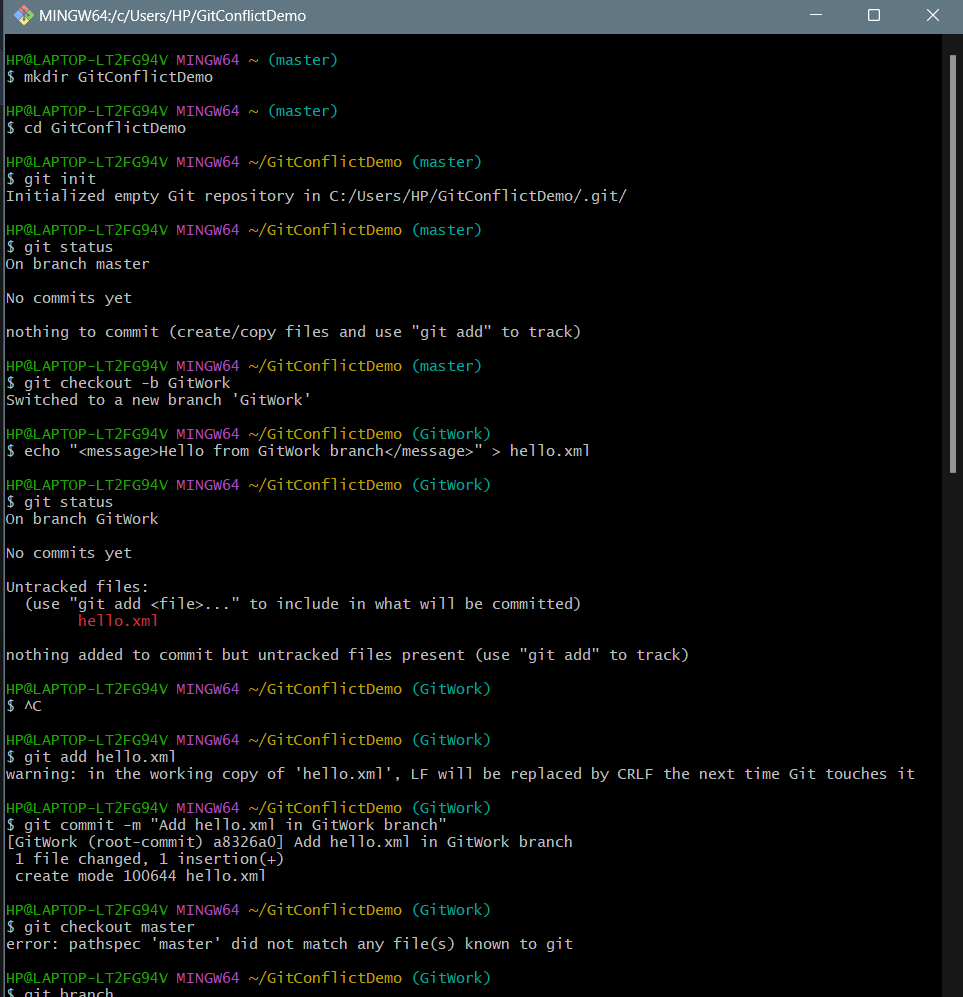 MINGW64:/c/Users/HP/GitConflictDemo
HP@LAPTOP-LT2FG94V MINGW64 ~ (master)
$ mkdir GitConflictDemo
HP@LAPTOP-LT2FG94V MINGW64 ~ (master)
$ cd GitConflictDemo
HP@LAPTOP-LT2FG94V MINGW64 ~/GitConflictDemo (master)
$ git init
Initialized empty Git repository in C:/Users/HP/GitConflictDemo/.git/
HP@LAPTOP-LT2FG94V MINGW64 ~/GitConflictDemo (master)
$ git status
On branch master
No commits yet
nothing to commit (create/copy files and use "git add" to track)
HP@LAPTOP-LT2FG94V MINGW64 ~/GitConflictDemo (master)
$ git checkout -b GitWork
Switched to a new branch 'GitWork'
HP@LAPTOP-LT2FG94V MINGW64 ~/GitConflictDemo (GitWork)
$ echo "<message>Hello from GitWork branch</message>" > hello.xml
HP@LAPTOP-LT2FG94V MINGW64 ~/GitConflictDemo (GitWork)
$ git status
On branch GitWork
No commits yet
Untracked files:
  (use "git add <file>..." to include in what will be committed)
        hello.xml
nothing added to commit but untracked files present (use "git add" to track)
HP@LAPTOP-LT2FG94V MINGW64 ~/GitConflictDemo (GitWork)
$ ^C
HP@LAPTOP-LT2FG94V MINGW64 ~/GitConflictDemo (GitWork)
$ git add hello.xml
warning: in the working copy of 'hello.xml', LF will be replaced by CRLF the next time Git touches it
HP@LAPTOP-LT2FG94V MINGW64 ~/GitConflictDemo (GitWork)
$ git commit -m "Add hello.xml in GitWork branch"
[GitWork (root-commit) a8326a0] Add hello.xml in GitWork branch
 1 file changed, 1 insertion(+)
 create mode 100644 hello.xml
HP@LAPTOP-LT2FG94V MINGW64 ~/GitConflictDemo (GitWork)
$ git checkout master
error: pathspec 'master' did not match any file(s) known to git
HP@LAPTOP-LT2FG94V MINGW64 ~/GitConflictDemo (GitWork)
$ git branch